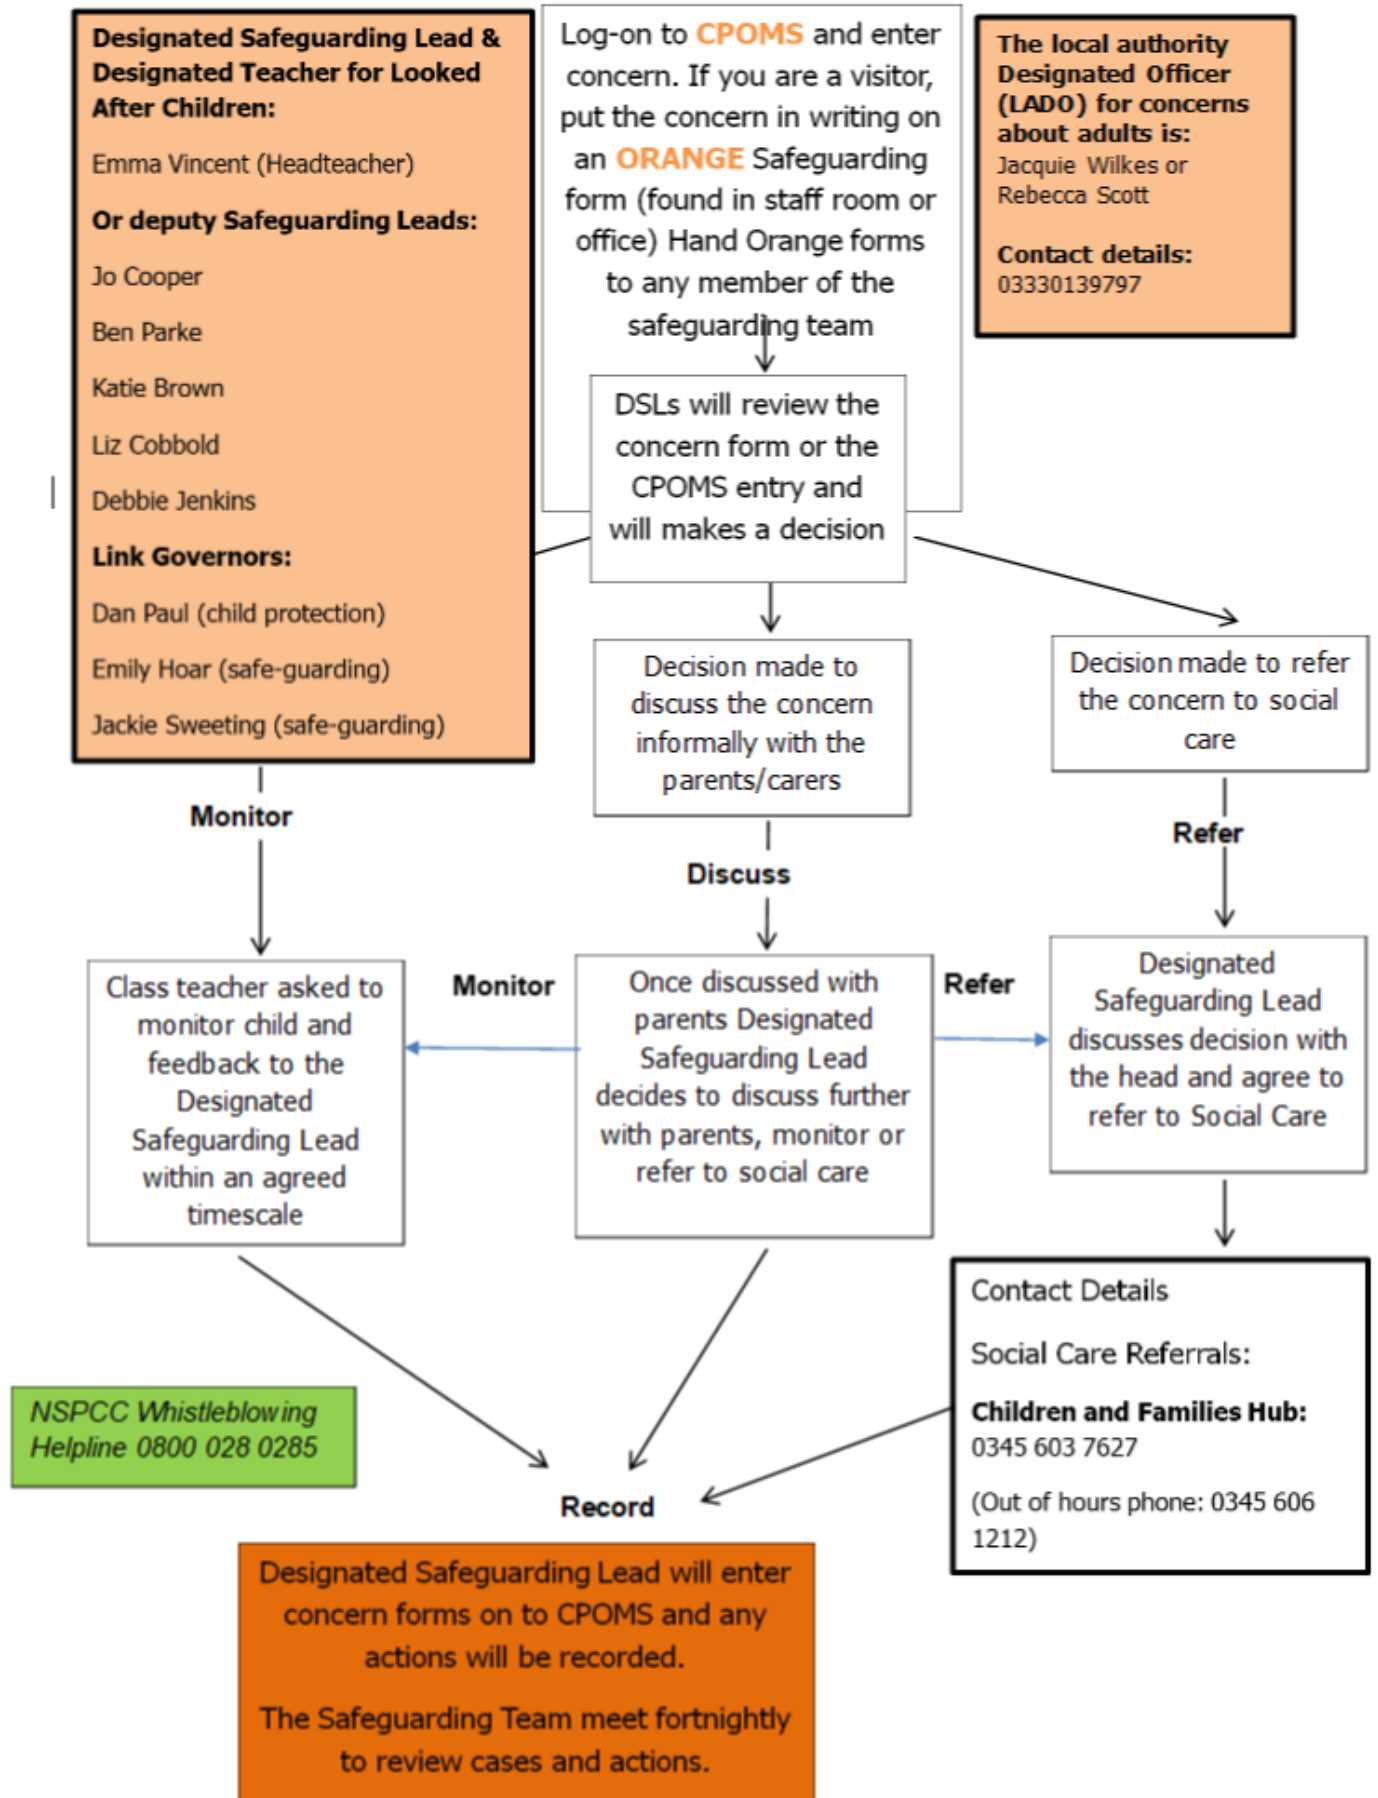 Designated Safeguarding Lead &
Designated Teacher for Looked
After Children:
Emma Vincent (Headteacher)
Or deputy Safeguarding Leads:
Jo Cooper
Ben Parke
Katie Brown
Liz Cobbold
Debbie Jenkins
Link Governors:
Dan Paul (child protection)
Emily Hoar (safe-guarding)
Jackie Sweeting (safe-guarding)
Log-on to CPOMS and enter
concern. If you are a visitor,
put the concern in writing on
an ORANGE Safeguarding
form (found in staff room or
office) Hand Orange forms
to any member of the
safeguarding team
The local authority
Designated Officer
(LADO) for concerns
about adults is:
Jacquie Wilkes or
Rebecca Scott
Contact details:
03330139797
DSLs will review the
concern form or the
CPOMS entry and
will makes a decision
Decision made to
discuss the concern
informally with the
parents/carers
Decision made to refer
the concern to social
care
Monitor
Discuss
Refer
Class teacher asked to
monitor child and
feedback to the
Designated
Safeguarding Lead
within an agreed
timescale
Monitor
Once discussed with
parents Designated
Safeguarding Lead
decides to discuss further
with parents, monitor or
refer to social care
Refer
Designated
Safeguarding Lead
discusses decision with
the head and agree to
refer to Social Care
Contact Details
Social Care Referrals:
Children and Families Hub:
0345 603 7627
(Out of hours phone: 0345 606
1212)
NSPCC Whistleblowing
Helpline 0800 028 0285
Record
Designated Safeguarding Lead will enter
concern forms on to CPOMS and any
actions will be recorded.
The Safeguarding Team meet fortnightly
to review cases and actions.